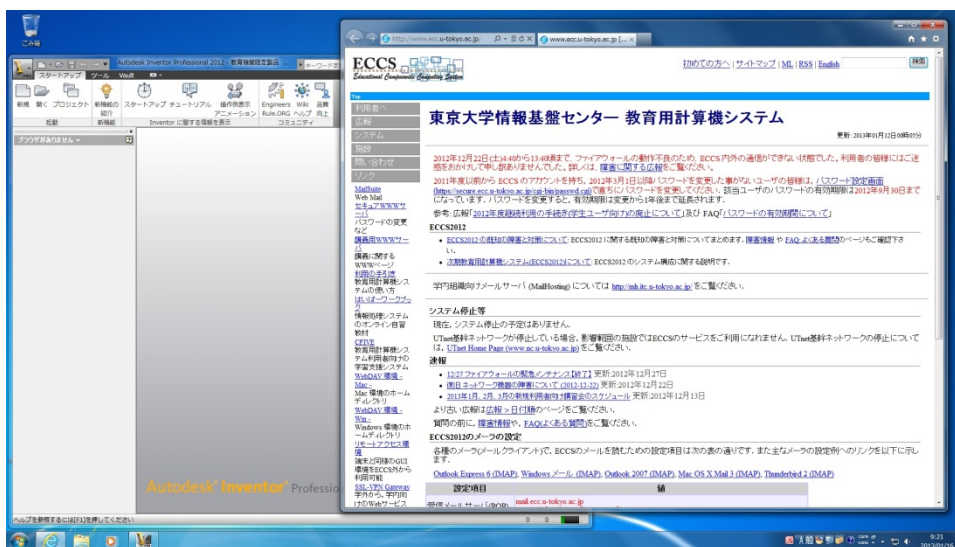 ごみ箱
Autodesk Inventor Professional 2012 - 教育機関限定製品
スタートアップ ツール Vault
新規 開く プロジェクト 新機能の紹介 スタートアップ チュートリアル 操作例表示アニメーション Engineers Rule.ORG Wiki ヘルプ 品質向上
起動 新機能 Inventor に関する情報を表示 コミュニティ
ブラウザがありません
Autodesk Inventor Professio
ヘルプを参照するには[F1]を押してください
0 0
http://www.ecc.u-tokyo.ac.jp/
www.ecc.u-tokyo.ac.jp [...
ECCS
Educational Campuswide Computing System
初めての方へ | サイトマップ | ML | RSS | English
検索
Top
利用者へ
広報
システム
施設
問い合わせ
リンク
MailSuite
Web Mail
セキュアWWWサーバ
パスワードの変更など
講義用WWWサーバ
講義に関するWWWページ
利用の手引き
教育用計算機システムの使い方
はいぱーワークブック
情報処理システムのオンライン自習教材
CFIVE
教育用計算機システム利用者向けの学習支援システム
WebDAV 環境 - Mac -
Mac 環境のホームディレクトリ
WebDAV 環境 - Win -
Windows 環境のホームディレクトリ
リモートアクセス環境
端末と同様のGUI環境をECCS外から利用可能
SSL-VPN Gateway
学外から、学内向けのWebサービス
東京大学情報基盤センター 教育用計算機システム
更新: 2013年01月12日00時05分
2012年12月22日(土)4:40から13:40頃まで、ファイアウォールの動作不良のため、ECCS 内外の通信ができない状態でした。利用者の皆様にはご迷
惑をおかけして申し訳ありませんでした。詳しくは、障害に関する広報をご覧ください。
2011年度以前から ECCS のアカウントを持ち、2012年3月1日以降パスワードを変更した事がないユーザの皆様は、パスワード設定画面
(https://secure.ecc.u-tokyo.ac.jp/cgi-bin/passwd.cgi)で直ちにパスワードを変更してください。該当ユーザのパスワードの有効期限は2012年9月30日まで
になっています。パスワードを変更すると、有効期限は変更から1年後まで延長されます。
参考: 広報「2012年度継続利用の手続き(学生ユーザ向け)の廃止について」及び FAQ「パスワードの有効期間について」
ECCS2012
ECCS2012 の既知の障害と対策について: ECCS2012 に関する既知の障害と対策についてまとめます。障害情報 や FAQ: よくある質問のページもご確認下さ
い。
次期教育用計算機システム(ECCS2012)について: ECCS2012 のシステム構成に関する説明です。
学内組織向けメールサーバ (MailHosting) については http://mh.itc.u-tokyo.ac.jp/ をご覧ください。
システム停止等
現在、システム停止の予定はありません。
UTnet基幹ネットワークが停止している場合、影響範囲の施設ではECCSのサービスをご利用になれません。UTnet基幹ネットワークの停止について
は、UTnet Home Page (www.nc.u-tokyo.ac.jp) をご覧ください。
速報
12/27 ファイアウォールの緊急メンテナンス【終了】 更新:2012年12月27日
復旧 ネットワーク機器の障害について (2012-12-22) 更新:2012年12月22日
2013年1月、2月、3月の新規利用者向け講習会のスケジュール 更新:2012年12月13日
より古い広報は広報 > 日付順のページをご覧ください。
質問の前に、障害情報や、FAQ(よくある質問)をご覧ください。
ECCS2012のメーラの設定
各種のメーラ(メールクライアント)で、ECCSのメールを読むための設定項目は次の表の通りです。また主なメーラの設定例へのリンクを以下に示し
ます。
Outlook Express 6 (IMAP), Windows メール (IMAP), Outlook 2007 (IMAP), Mac OS X Mail 3 (IMAP), Thunderbird 2 (IMAP)
設定項目 値
受信メールサーバ(POP) mail.ecc.u-tokyo.ac.jp
9:21
2013/01/16